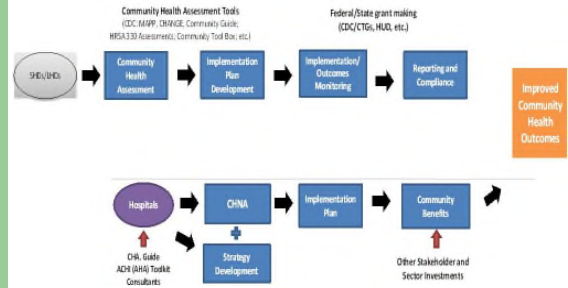 Community Health Assessment Tools
(CDC: MAPP, CHANGE, Community Guide;
HRSA 330 Assessments; Community Tool Box; etc.)
Federal/State grant making
(CDC/CTGs, HUD, etc.)
SHDs/LHDs
Community
Health
Assessment
Implementation
Plan
Development
Implementation/
Outcomes
Monitoring
Reporting and
Compliance
Improved
Community
Health
Outcomes
Hospitals
CHNA
Implementation
Plan
Community
Benefits
Strategy
Development
CHA. Guide
ACHI (AHA) Toolkit
Consultants
Other Stakeholder and
Sector Investments